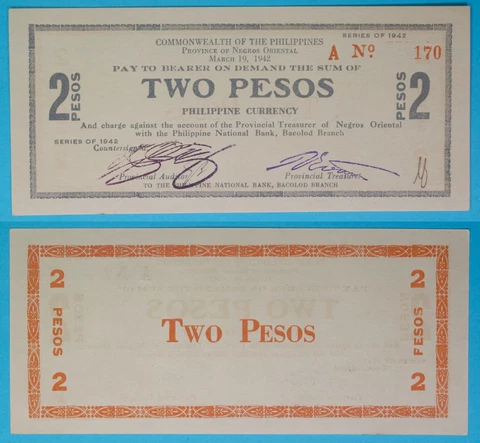 SERIES OF 1942
COMMONWEALTH OF THE PHILIPPINES
PROVINCE OF NEGROS ORIENTAL
MARCH 19, 1942
A No. 170
PAY TO BEARER ON DEMAND THE SUM OF
2 PESOS TWO PESOS 2 PESOS
PHILIPPINE CURRENCY
And charge against the account of the Provincial Treasurer of Negros Oriental
with the Philippine National Bank, Bacolod Branch
SERIES OF 1942
Countersigned
Provincial Auditor Provincial Treasurer
TO THE PHILIPPINE NATIONAL BANK, BACOLOD BRANCH
2 2
PESOS TWO PESOS PESOS
2 2